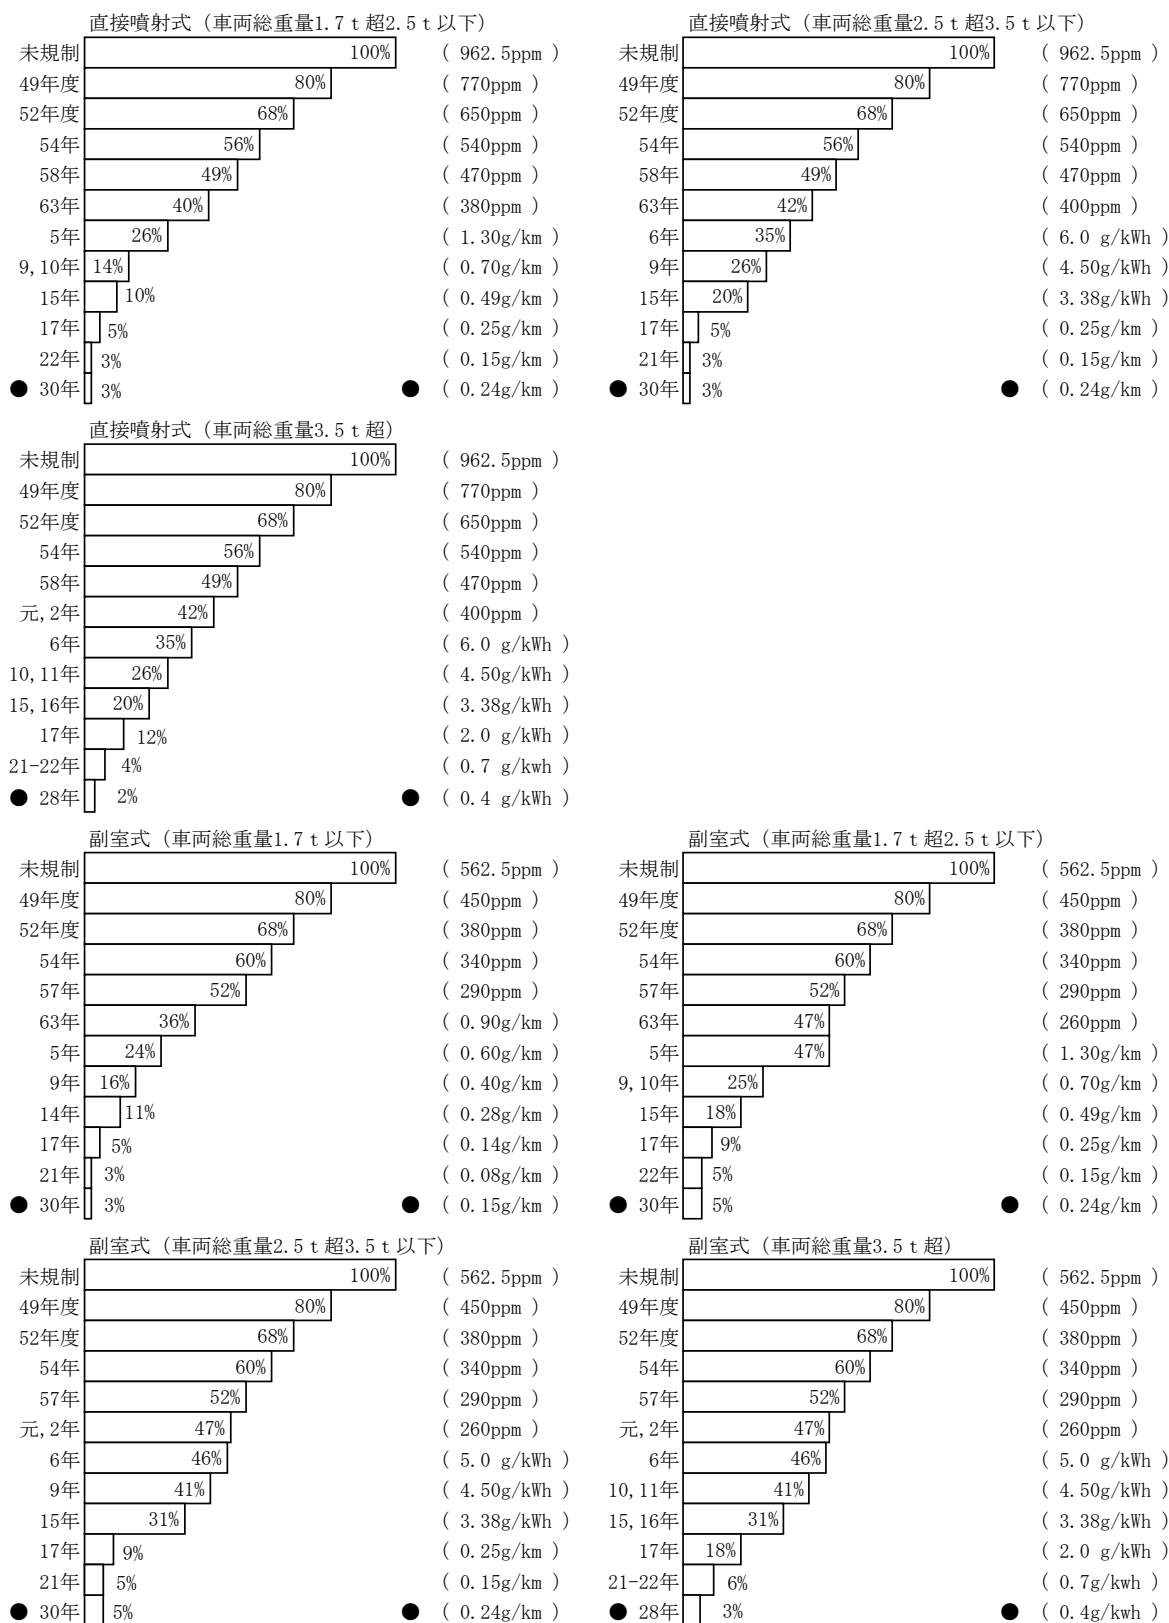 直接噴射式（車両総重量1.7ｔ超2.5ｔ以下）
未規制 100% ( 962.5ppm )
49年度 80% ( 770ppm )
52年度 68% ( 650ppm )
54年 56% ( 540ppm )
58年 49% ( 470ppm )
63年 40% ( 380ppm )
5年 26% ( 1.30g/km )
9,10年 14% ( 0.70g/km )
15年 10% ( 0.49g/km )
17年 5% ( 0.25g/km )
22年 3% ( 0.15g/km )
● 30年 3% ● ( 0.24g/km )
直接噴射式（車両総重量2.5ｔ超3.5ｔ以下）
未規制 100% ( 962.5ppm )
49年度 80% ( 770ppm )
52年度 68% ( 650ppm )
54年 56% ( 540ppm )
58年 49% ( 470ppm )
63年 42% ( 400ppm )
6年 35% ( 6.0 g/kWh )
9年 26% ( 4.50g/kWh )
15年 20% ( 3.38g/kWh )
17年 5% ( 0.25g/km )
21年 3% ( 0.15g/km )
● 30年 3% ● ( 0.24g/km )
直接噴射式（車両総重量3.5ｔ超）
未規制 100% ( 962.5ppm )
49年度 80% ( 770ppm )
52年度 68% ( 650ppm )
54年 56% ( 540ppm )
58年 49% ( 470ppm )
元,2年 42% ( 400ppm )
6年 35% ( 6.0 g/kWh )
10,11年 26% ( 4.50g/kWh )
15,16年 20% ( 3.38g/kWh )
17年 12% ( 2.0 g/kWh )
21-22年 4% ( 0.7 g/kwh )
● 28年 2% ● ( 0.4 g/kWh )
副室式（車両総重量1.7ｔ以下）
未規制 100% ( 562.5ppm )
49年度 80% ( 450ppm )
52年度 68% ( 380ppm )
54年 60% ( 340ppm )
57年 52% ( 290ppm )
63年 36% ( 0.90g/km )
5年 24% ( 0.60g/km )
9年 16% ( 0.40g/km )
14年 11% ( 0.28g/km )
17年 5% ( 0.14g/km )
21年 3% ( 0.08g/km )
● 30年 3% ● ( 0.15g/km )
副室式（車両総重量1.7ｔ超2.5ｔ以下）
未規制 100% ( 562.5ppm )
49年度 80% ( 450ppm )
52年度 68% ( 380ppm )
54年 60% ( 340ppm )
57年 52% ( 290ppm )
63年 47% ( 260ppm )
5年 47% ( 1.30g/km )
9,10年 25% ( 0.70g/km )
15年 18% ( 0.49g/km )
17年 9% ( 0.25g/km )
22年 5% ( 0.15g/km )
● 30年 5% ● ( 0.24g/km )
副室式（車両総重量2.5ｔ超3.5ｔ以下）
未規制 100% ( 562.5ppm )
49年度 80% ( 450ppm )
52年度 68% ( 380ppm )
54年 60% ( 340ppm )
57年 52% ( 290ppm )
元,2年 47% ( 260ppm )
6年 46% ( 5.0 g/kWh )
9年 41% ( 4.50g/kWh )
15年 31% ( 3.38g/kWh )
17年 9% ( 0.25g/km )
21年 5% ( 0.15g/km )
● 30年 5% ● ( 0.24g/km )
副室式（車両総重量3.5ｔ超）
未規制 100% ( 562.5ppm )
49年度 80% ( 450ppm )
52年度 68% ( 380ppm )
54年 60% ( 340ppm )
57年 52% ( 290ppm )
元,2年 47% ( 260ppm )
6年 46% ( 5.0 g/kWh )
10,11年 41% ( 4.50g/kWh )
15,16年 31% ( 3.38g/kWh )
17年 18% ( 2.0 g/kWh )
21-22年 6% ( 0.7g/kwh )
● 28年 3% ● ( 0.4g/kwh )